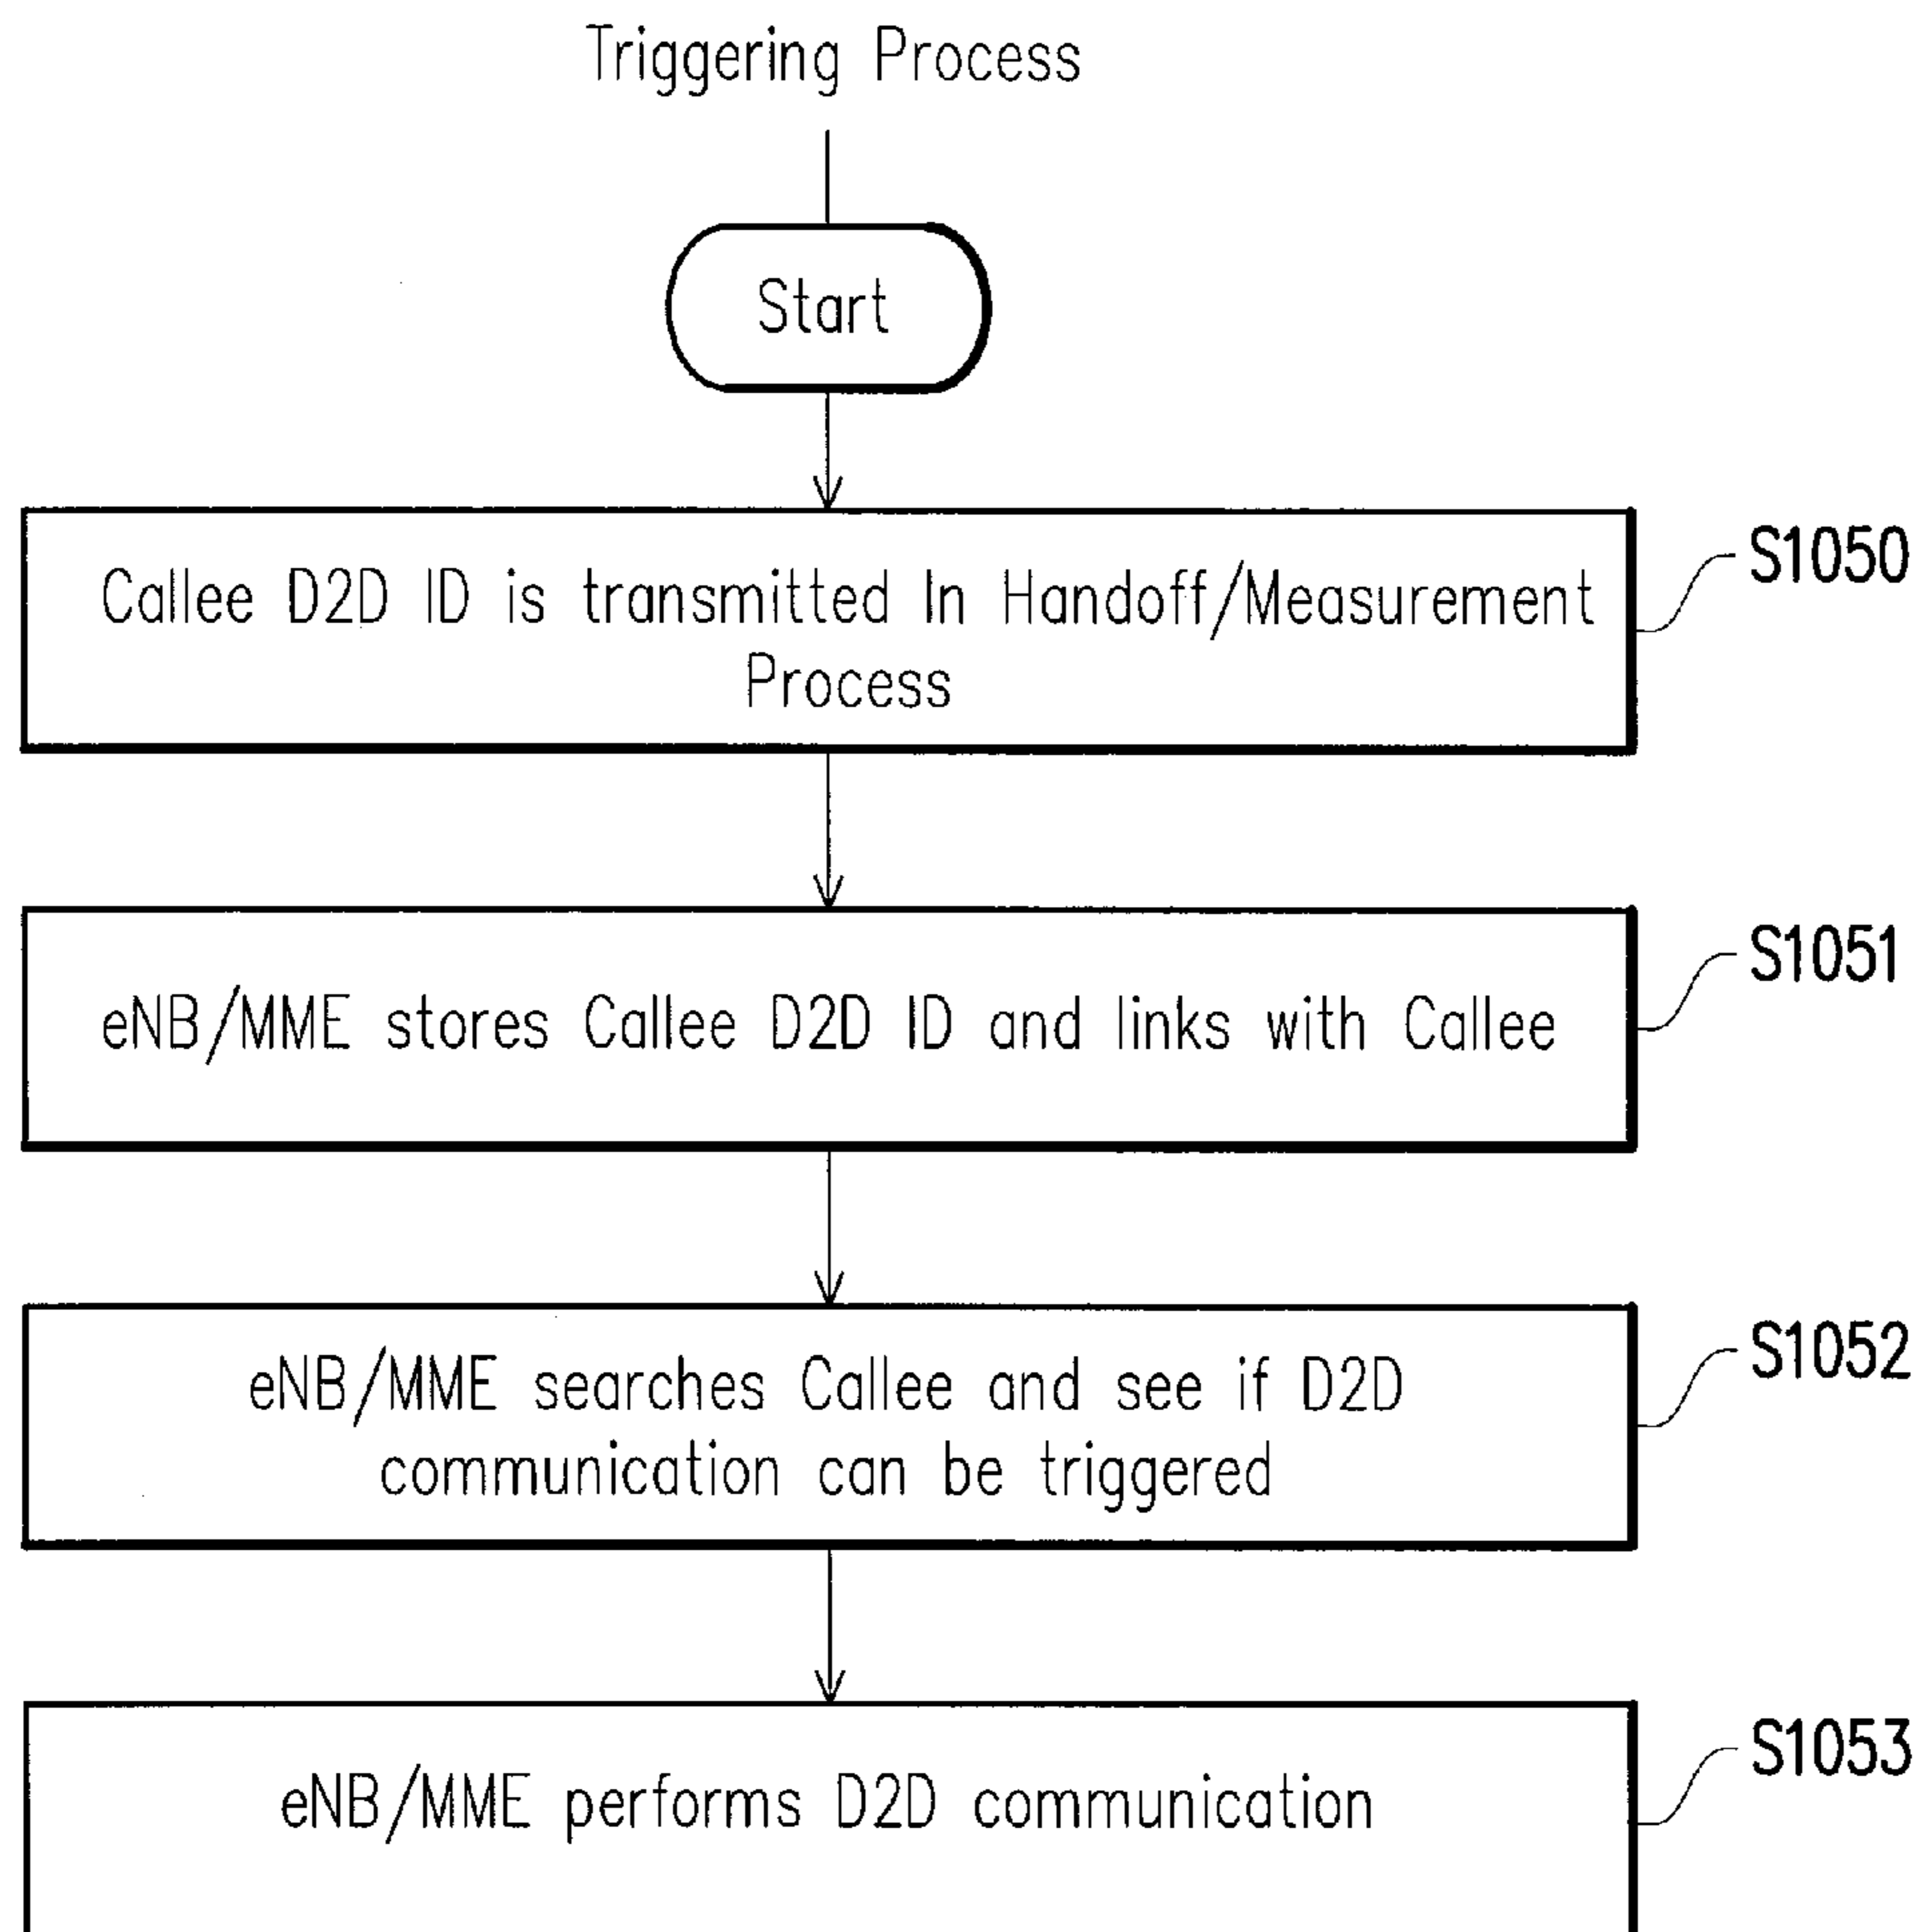 Triggering Process
Start
Callee D2D ID is transmitted In Handoff/Measurement
Process
S1050
eNB/MME stores Callee D2D ID and links with Callee
S1051
eNB/MME searches Callee and see if D2D
communication can be triggered
S1052
eNB/MME performs D2D communication
S1053